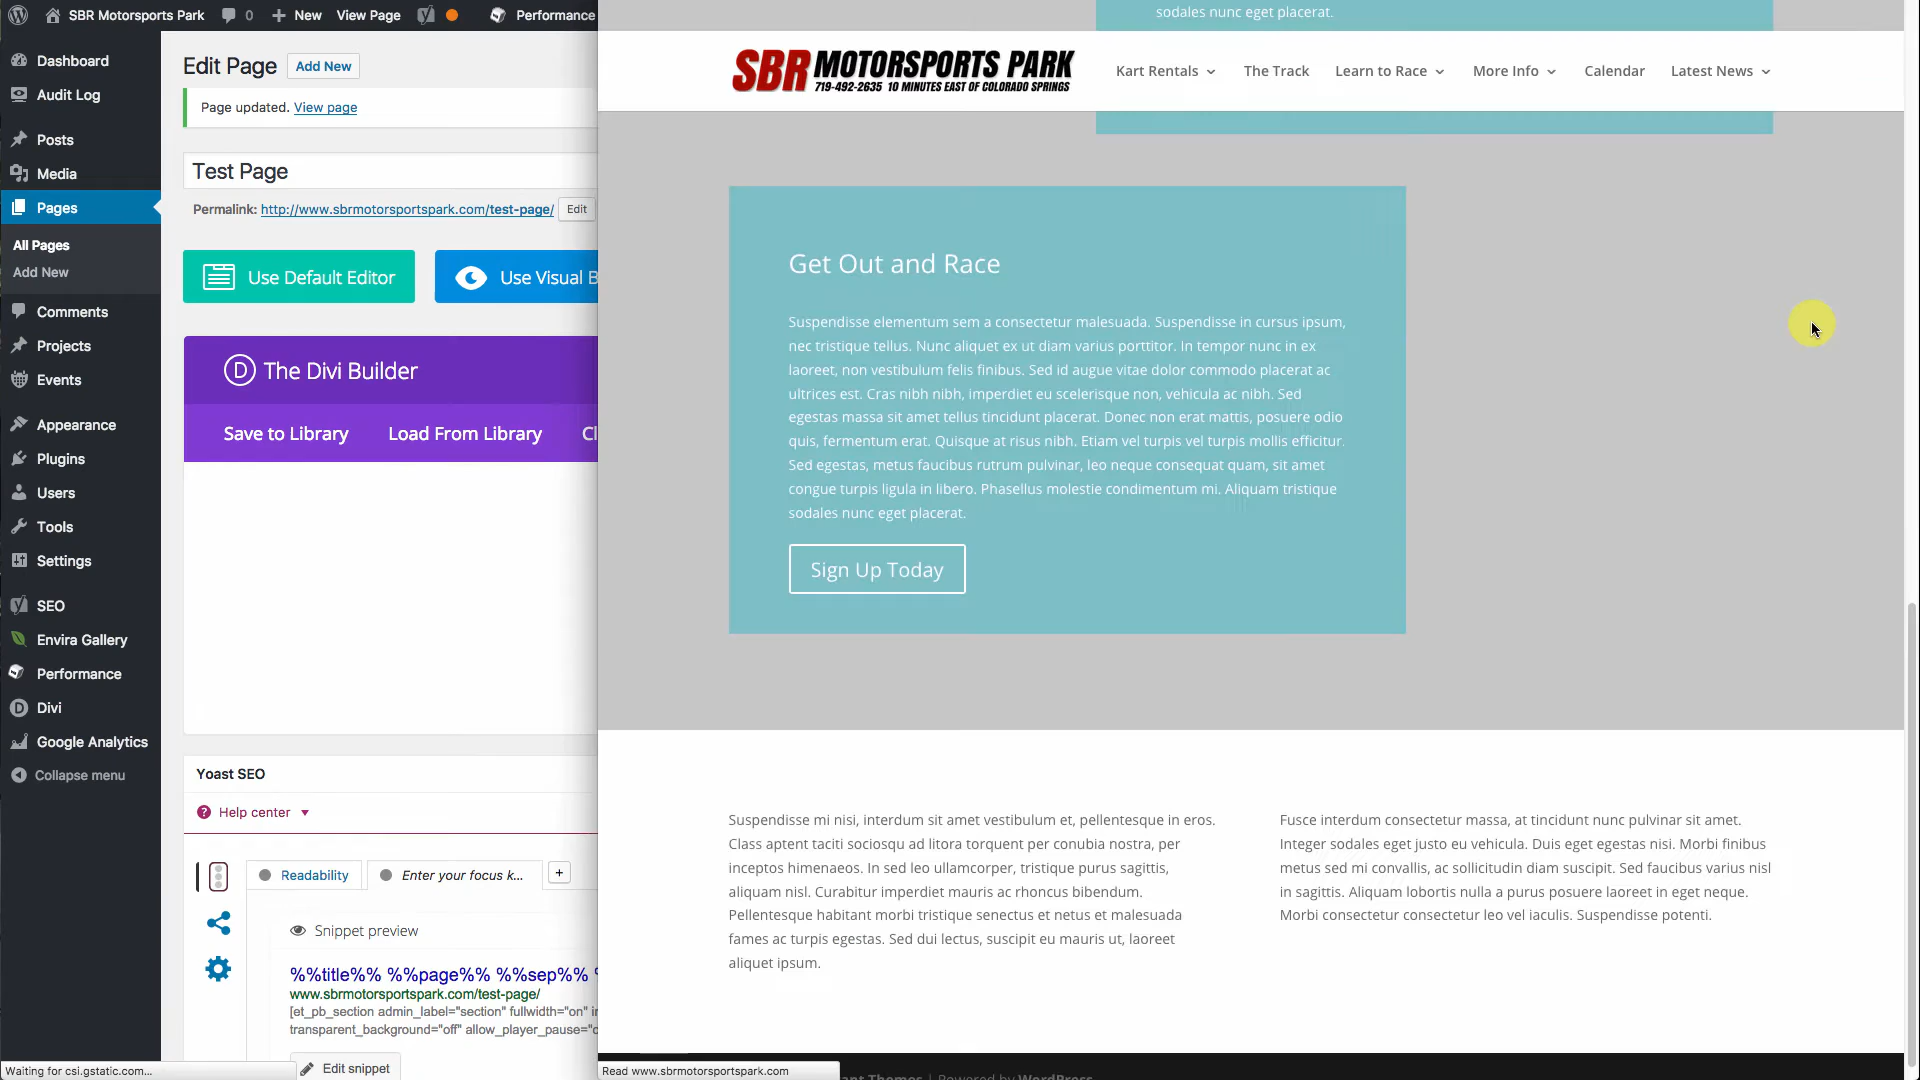 SBR Motorsports Park
0
New
View Page
Performance
Dashboard
Audit Log
Posts
Media
Pages
All Pages
Add New
Comments
Projects
Events
Appearance
Plugins
Users
Tools
Settings
SEO
Envira Gallery
Performance
Divi
Google Analytics
Collapse menu
Waiting for csi.gstatic.com...
Edit Page
Add New
Page updated. View page
Test Page
Permalink: http://www.sbrmotorsportspark.com/test-page/ Edit
Use Default Editor
Use Visual B
D The Divi Builder
Save to Library
Load From Library
Cl
Yoast SEO
Help center
Readability
Enter your focus k...
+
Snippet preview
%%title%% %%page%% %%sep%%
www.sbrmotorsportspark.com/test-page/
[et_pb_section admin_label="section" fullwidth="on"
transparent_background="off" allow_player_pause=
Edit snippet
sodales nunc eget placerat.
SBR MOTORSPORTS PARK
719-492-2635 10 MINUTES EAST OF COLORADO SPRINGS
Kart Rentals
The Track
Learn to Race
More Info
Calendar
Latest News
Get Out and Race
Suspendisse elementum sem a consectetur malesuada. Suspendisse in cursus ipsum,
nec tristique tellus. Nunc aliquet ex ut diam varius porttitor. In tempor nunc in ex
laoreet, non vestibulum felis finibus. Sed id augue vitae dolor commodo placerat ac
ultrices est. Cras nibh nibh, imperdiet eu scelerisque non, vehicula ac nibh. Sed
egestas massa sit amet tellus tincidunt placerat. Donec non erat mattis, posuere odio
quis, fermentum erat. Quisque at risus nibh. Etiam vel turpis vel turpis mollis efficitur.
Sed egestas, metus faucibus rutrum pulvinar, leo neque consequat quam, sit amet
congue turpis ligula in libero. Phasellus molestie condimentum mi. Aliquam tristique
sodales nunc eget placerat.
Sign Up Today
Suspendisse mi nisi, interdum sit amet vestibulum et, pellentesque in eros.
Class aptent taciti sociosqu ad litora torquent per conubia nostra, per
inceptos himenaeos. In sed leo ullamcorper, tristique purus sagittis,
aliquam nisl. Curabitur imperdiet mauris ac rhoncus bibendum.
Pellentesque habitant morbi tristique senectus et netus et malesuada
fames ac turpis egestas. Sed dui lectus, suscipit eu mauris ut, laoreet
aliquet ipsum.
Fusce interdum consectetur massa, at tincidunt nunc pulvinar sit amet.
Integer sodales eget justo eu vehicula. Duis eget egestas nisi. Morbi finibus
metus sed mi convallis, ac sollicitudin diam suscipit. Sed faucibus varius nisl
in sagittis. Aliquam lobortis nulla a purus posuere laoreet in eget neque.
Morbi consectetur consectetur leo vel iaculis. Suspendisse potenti.
Themes | Powered by WordPress
Read www.sbrmotorsportspark.com